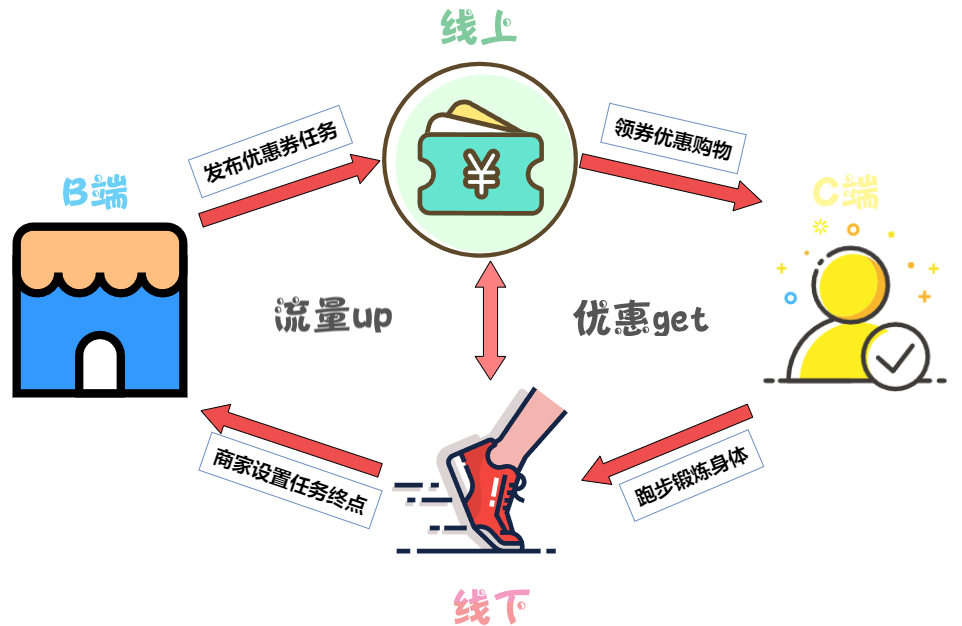 线上
发布优惠券任务
领券优惠购物
B端
C端
¥
流量up
优惠get
商家设置任务终点
跑步锻炼身体
线下